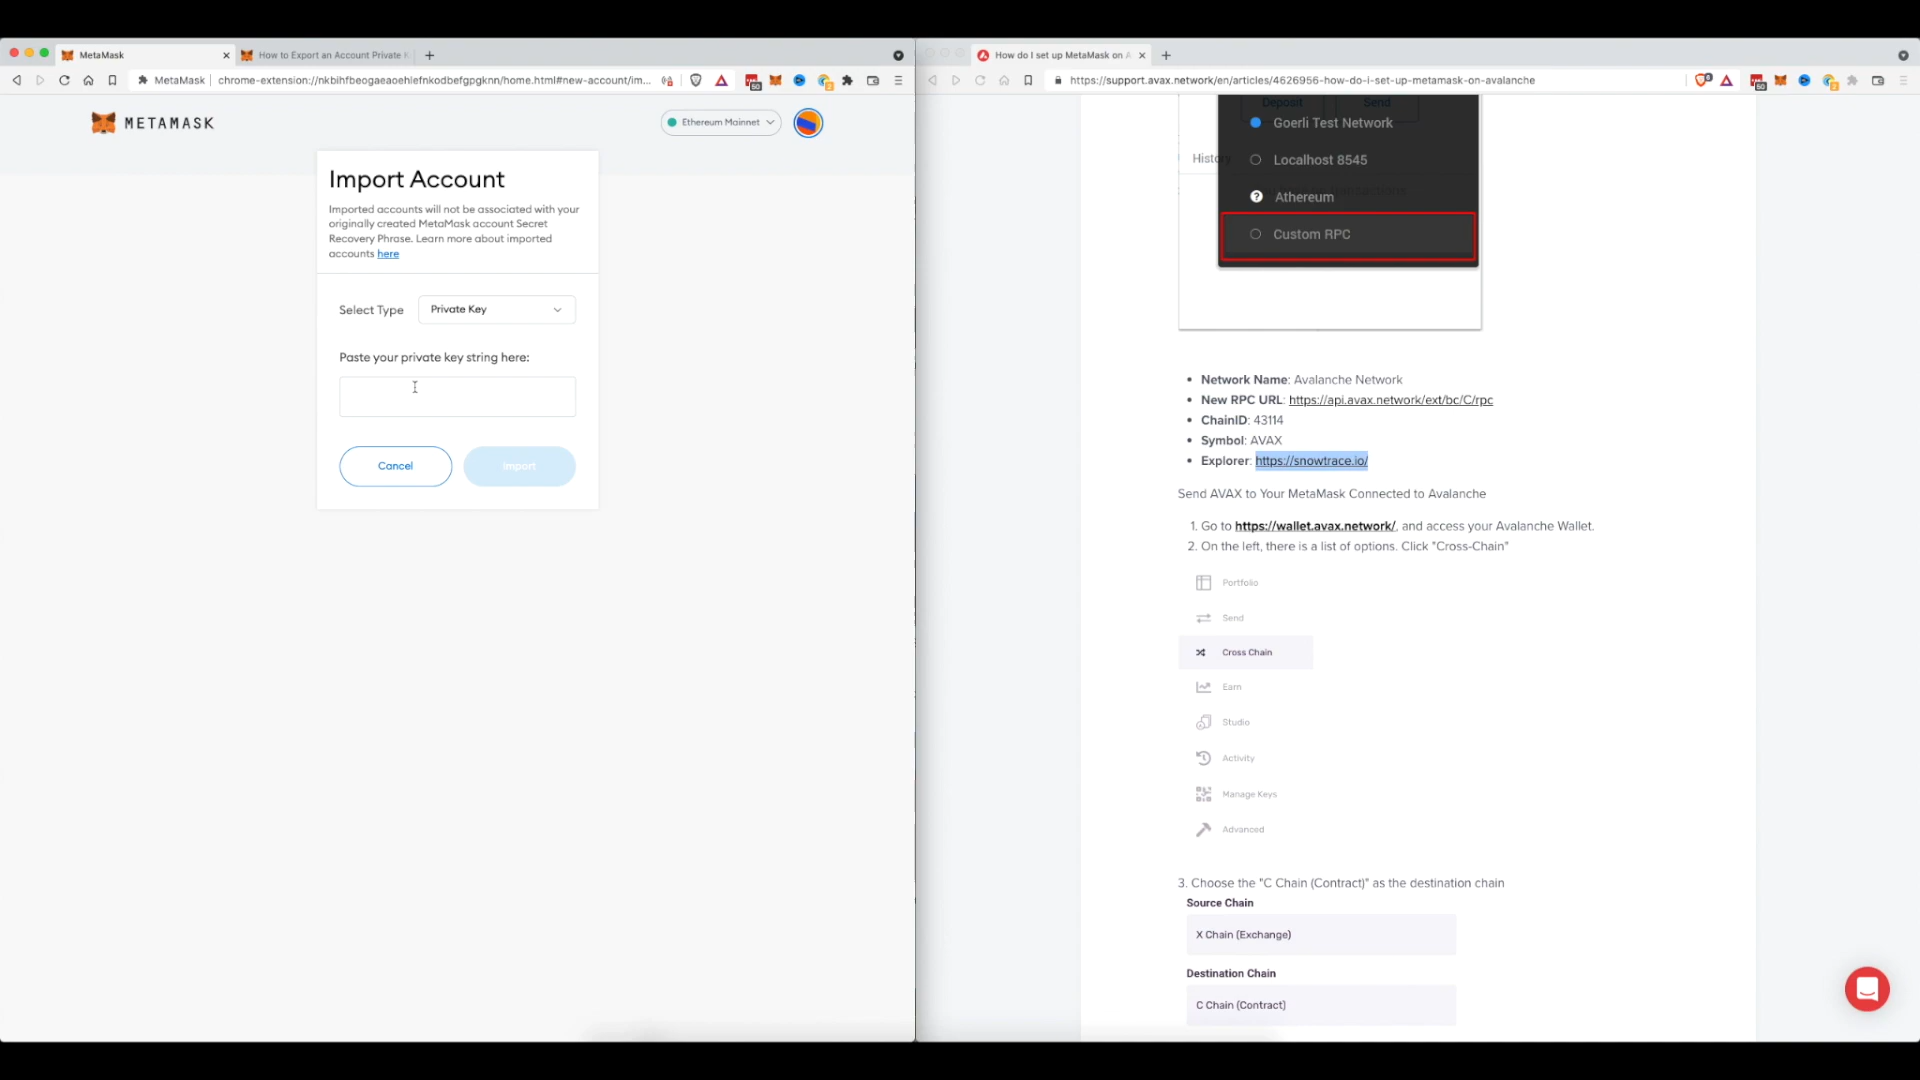 MetaMask
How to Export an Account Private K
MetaMask
chrome-extension://nkbihfbeogaeaoehlefnkodbefgpgknn/home.html#new-account/im...
METAMASK
Ethereum Mainnet
Import Account
Imported accounts will not be associated with your
originally created MetaMask account Secret
Recovery Phrase. Learn more about imported
accounts here
Select Type
Private Key
Paste your private key string here:
Cancel
Import
How do I set up MetaMask on A
https://support.avax.network/en/articles/4626956-how-do-i-set-up-metamask-on-avalanche
Deposit
Send
Goerli Test Network
History
Localhost 8545
Athereum
Custom RPC
• Network Name: Avalanche Network
• New RPC URL: https://api.avax.network/ext/bc/C/rpc
• ChainID: 43114
• Symbol: AVAX
• Explorer: https://snowtrace.io/
Send AVAX to Your MetaMask Connected to Avalanche
1. Go to https://wallet.avax.network/, and access your Avalanche Wallet.
2. On the left, there is a list of options. Click "Cross-Chain"
Portfolio
Send
Cross Chain
Earn
Studio
Activity
Manage Keys
Advanced
3. Choose the "C Chain (Contract)" as the destination chain
Source Chain
X Chain (Exchange)
Destination Chain
C Chain (Contract)